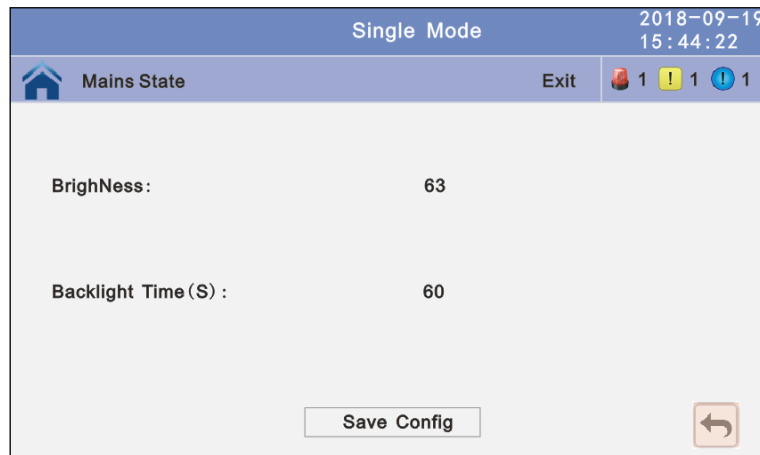 Single Mode
2018-09-19
15:44:22
Mains State Exit 1 ! 1 ! 1
BrighNess: 63
Backlight Time(S): 60
Save Config